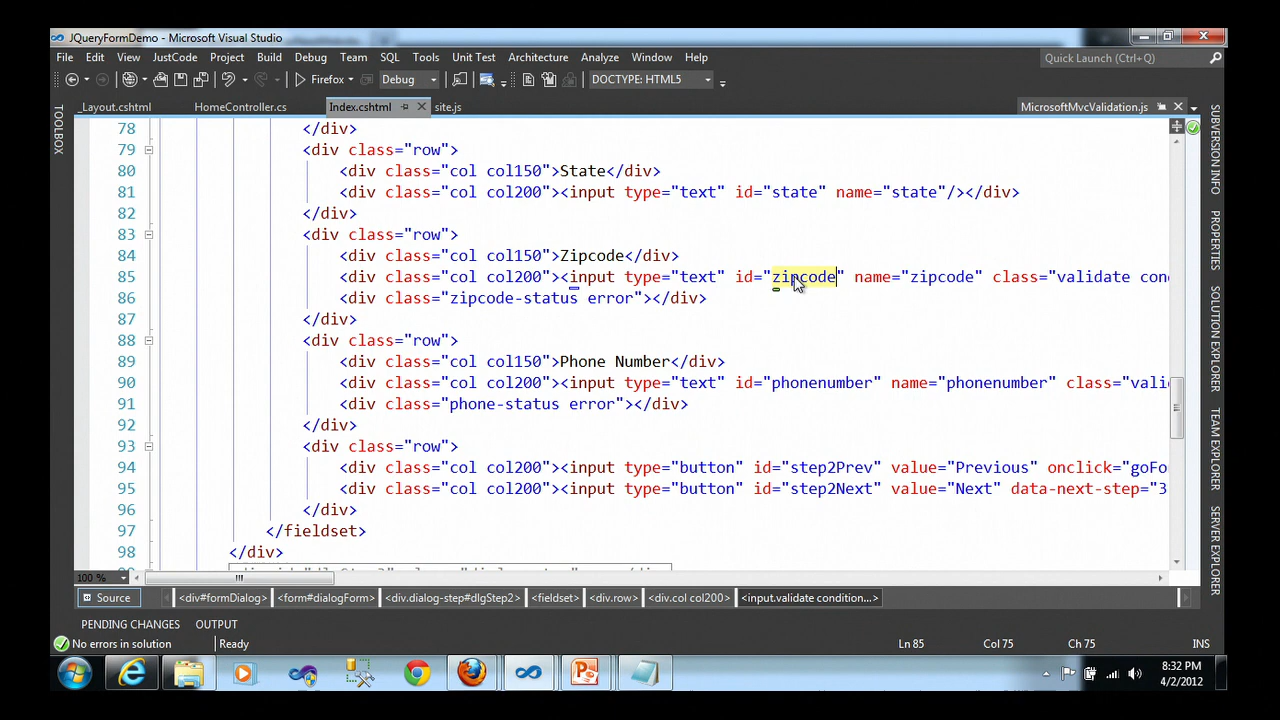 JQueryFormDemo - Microsoft Visual Studio
File Edit View JustCode Project Build Debug Team SQL Tools Unit Test Architecture Analyze Window Help
Quick Launch (Ctrl+Q)
Firefox Debug DOCTYPE: HTML5
_Layout.cshtml HomeController.cs Index.cshtml site.js MicrosoftMvcValidation.js
TOOLBOX
78 </div>
79 <div class="row">
80 <div class="col col150">State</div>
81 <div class="col col200"><input type="text" id="state" name="state"/></div>
82 </div>
83 <div class="row">
84 <div class="col col150">Zipcode</div>
85 <div class="col col200"><input type="text" id="zipcode" name="zipcode" class="validate con
86 <div class="zipcode-status error"></div>
87 </div>
88 <div class="row">
89 <div class="col col150">Phone Number</div>
90 <div class="col col200"><input type="text" id="phonenumber" name="phonenumber" class="vali
91 <div class="phone-status error"></div>
92 </div>
93 <div class="row">
94 <div class="col col200"><input type="button" id="step2Prev" value="Previous" onclick="goFo
95 <div class="col col200"><input type="button" id="step2Next" value="Next" data-next-step="3
96 </div>
97 </fieldset>
98 </div>
SUBVERSION INFO
PROPERTIES
SOLUTION EXPLORER
TEAM EXPLORER
SERVER EXPLORER
100 %
Source <div#formDialog> <form#dialogForm> <div.dialog-step#dlgStep2> <fieldset> <div.row> <div.col col200> <input.validate condition...>
PENDING CHANGES OUTPUT
No errors in solution Ready Ln 85 Col 75 Ch 75 INS
8:32 PM
4/2/2012